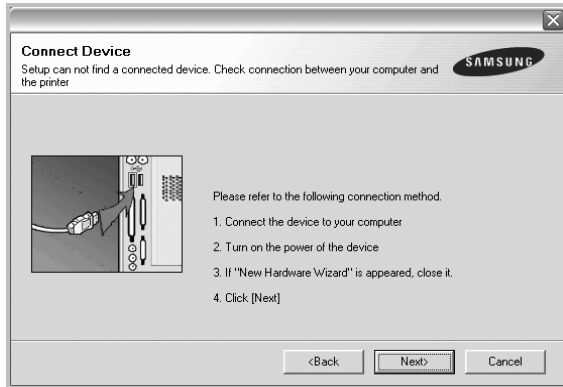 Connect Device
Setup can not find a connected device. Check connection between your computer and
the printer
SAMSUNG
Please refer to the following connection method.
1. Connect the device to your computer
2. Turn on the power of the device
3. If "New Hardware Wizard" is appeared, close it.
4. Click [Next]
<Back
Next>
Cancel